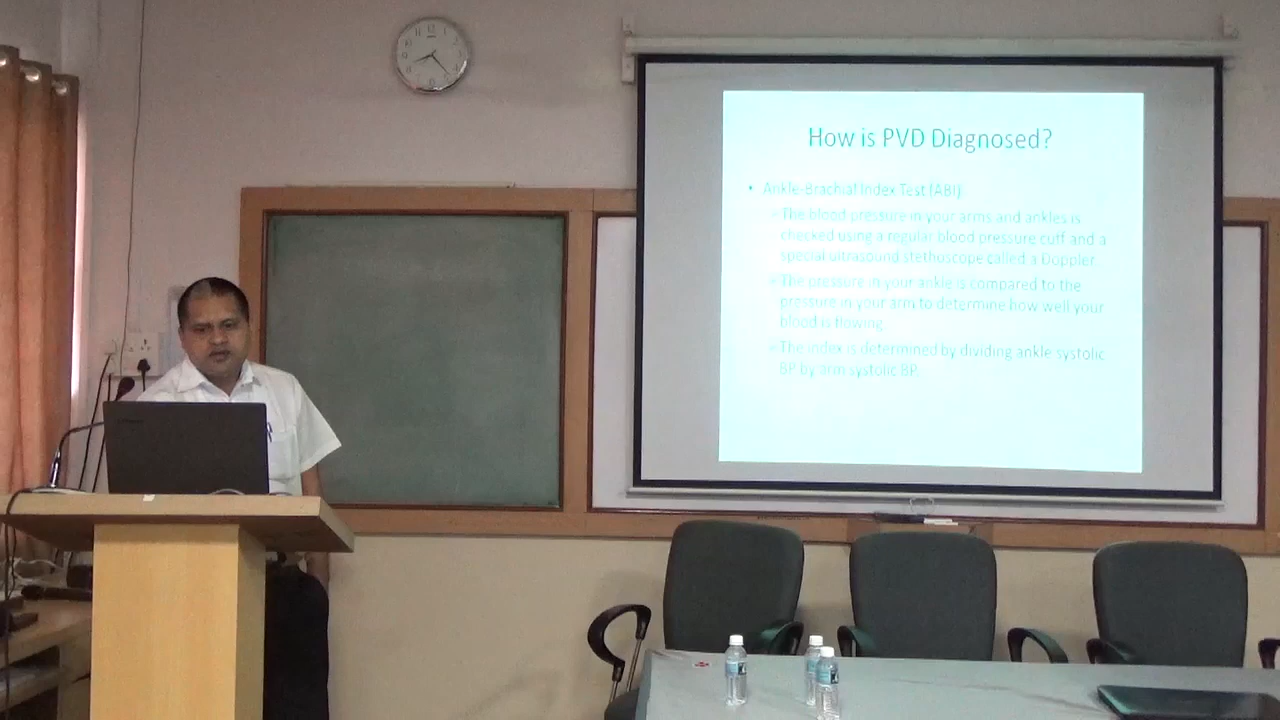 How is PVD Diagnosed?
• Ankle-Brachial Index Test (ABI):
The blood pressure in your arms and ankles is
checked using a regular blood pressure cuff and a
special ultrasound stethoscope called a Doppler.
The pressure in your ankle is compared to the
pressure in your arm to determine how well your
blood is flowing.
The index is determined by dividing ankle systolic
BP by arm systolic BP.